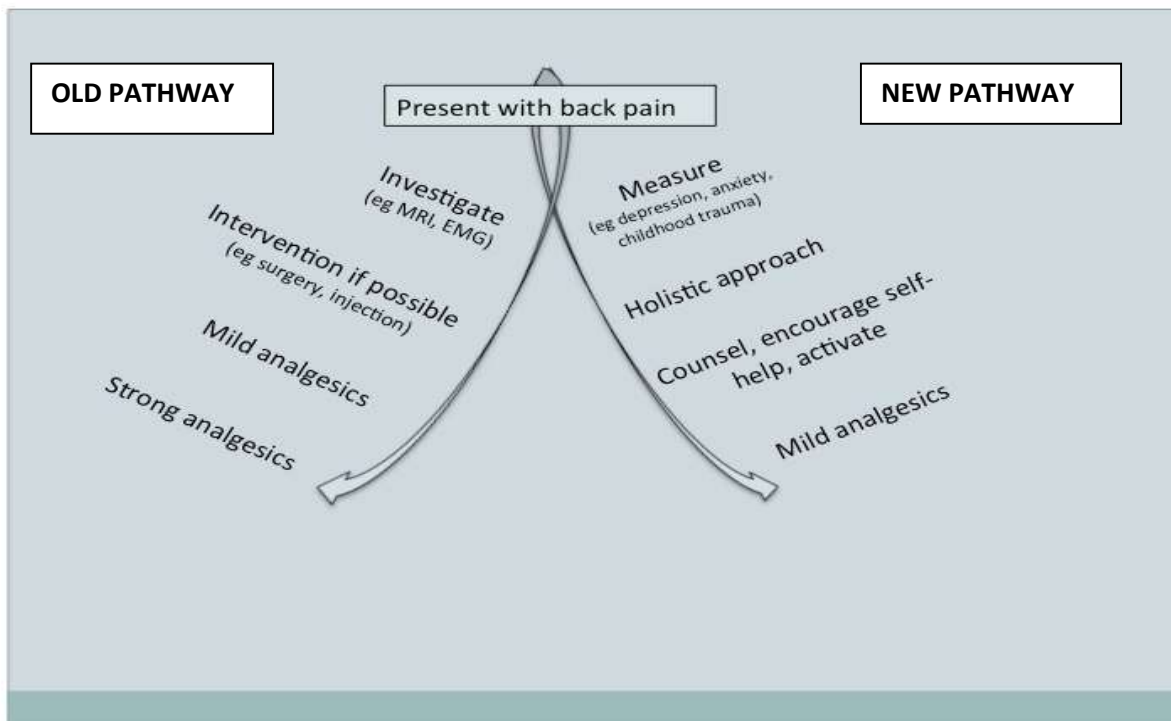 OLD PATHWAY
Present with back pain
NEW PATHWAY
Investigate
(eg MRI, EMG)
Intervention if possible
(eg surgery, injection)
Mild analgesics
Strong analgesics
Measure
(eg depression, anxiety,
childhood trauma)
Holistic approach
Counsel, encourage self-
help, activate
Mild analgesics